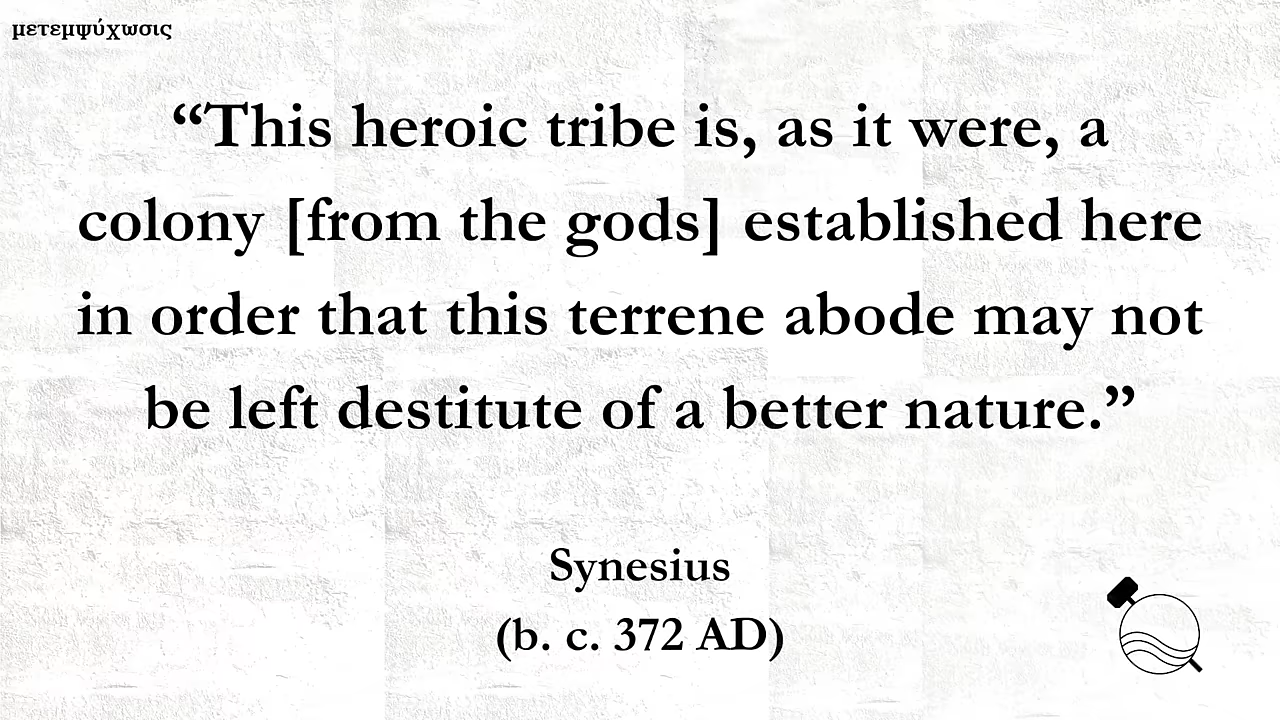 μετεμψύχωσις
“This heroic tribe is, as it were, a
colony [from the gods] established here
in order that this terrene abode may not
be left destitute of a better nature.”
Synesius
(b. c. 372 AD)